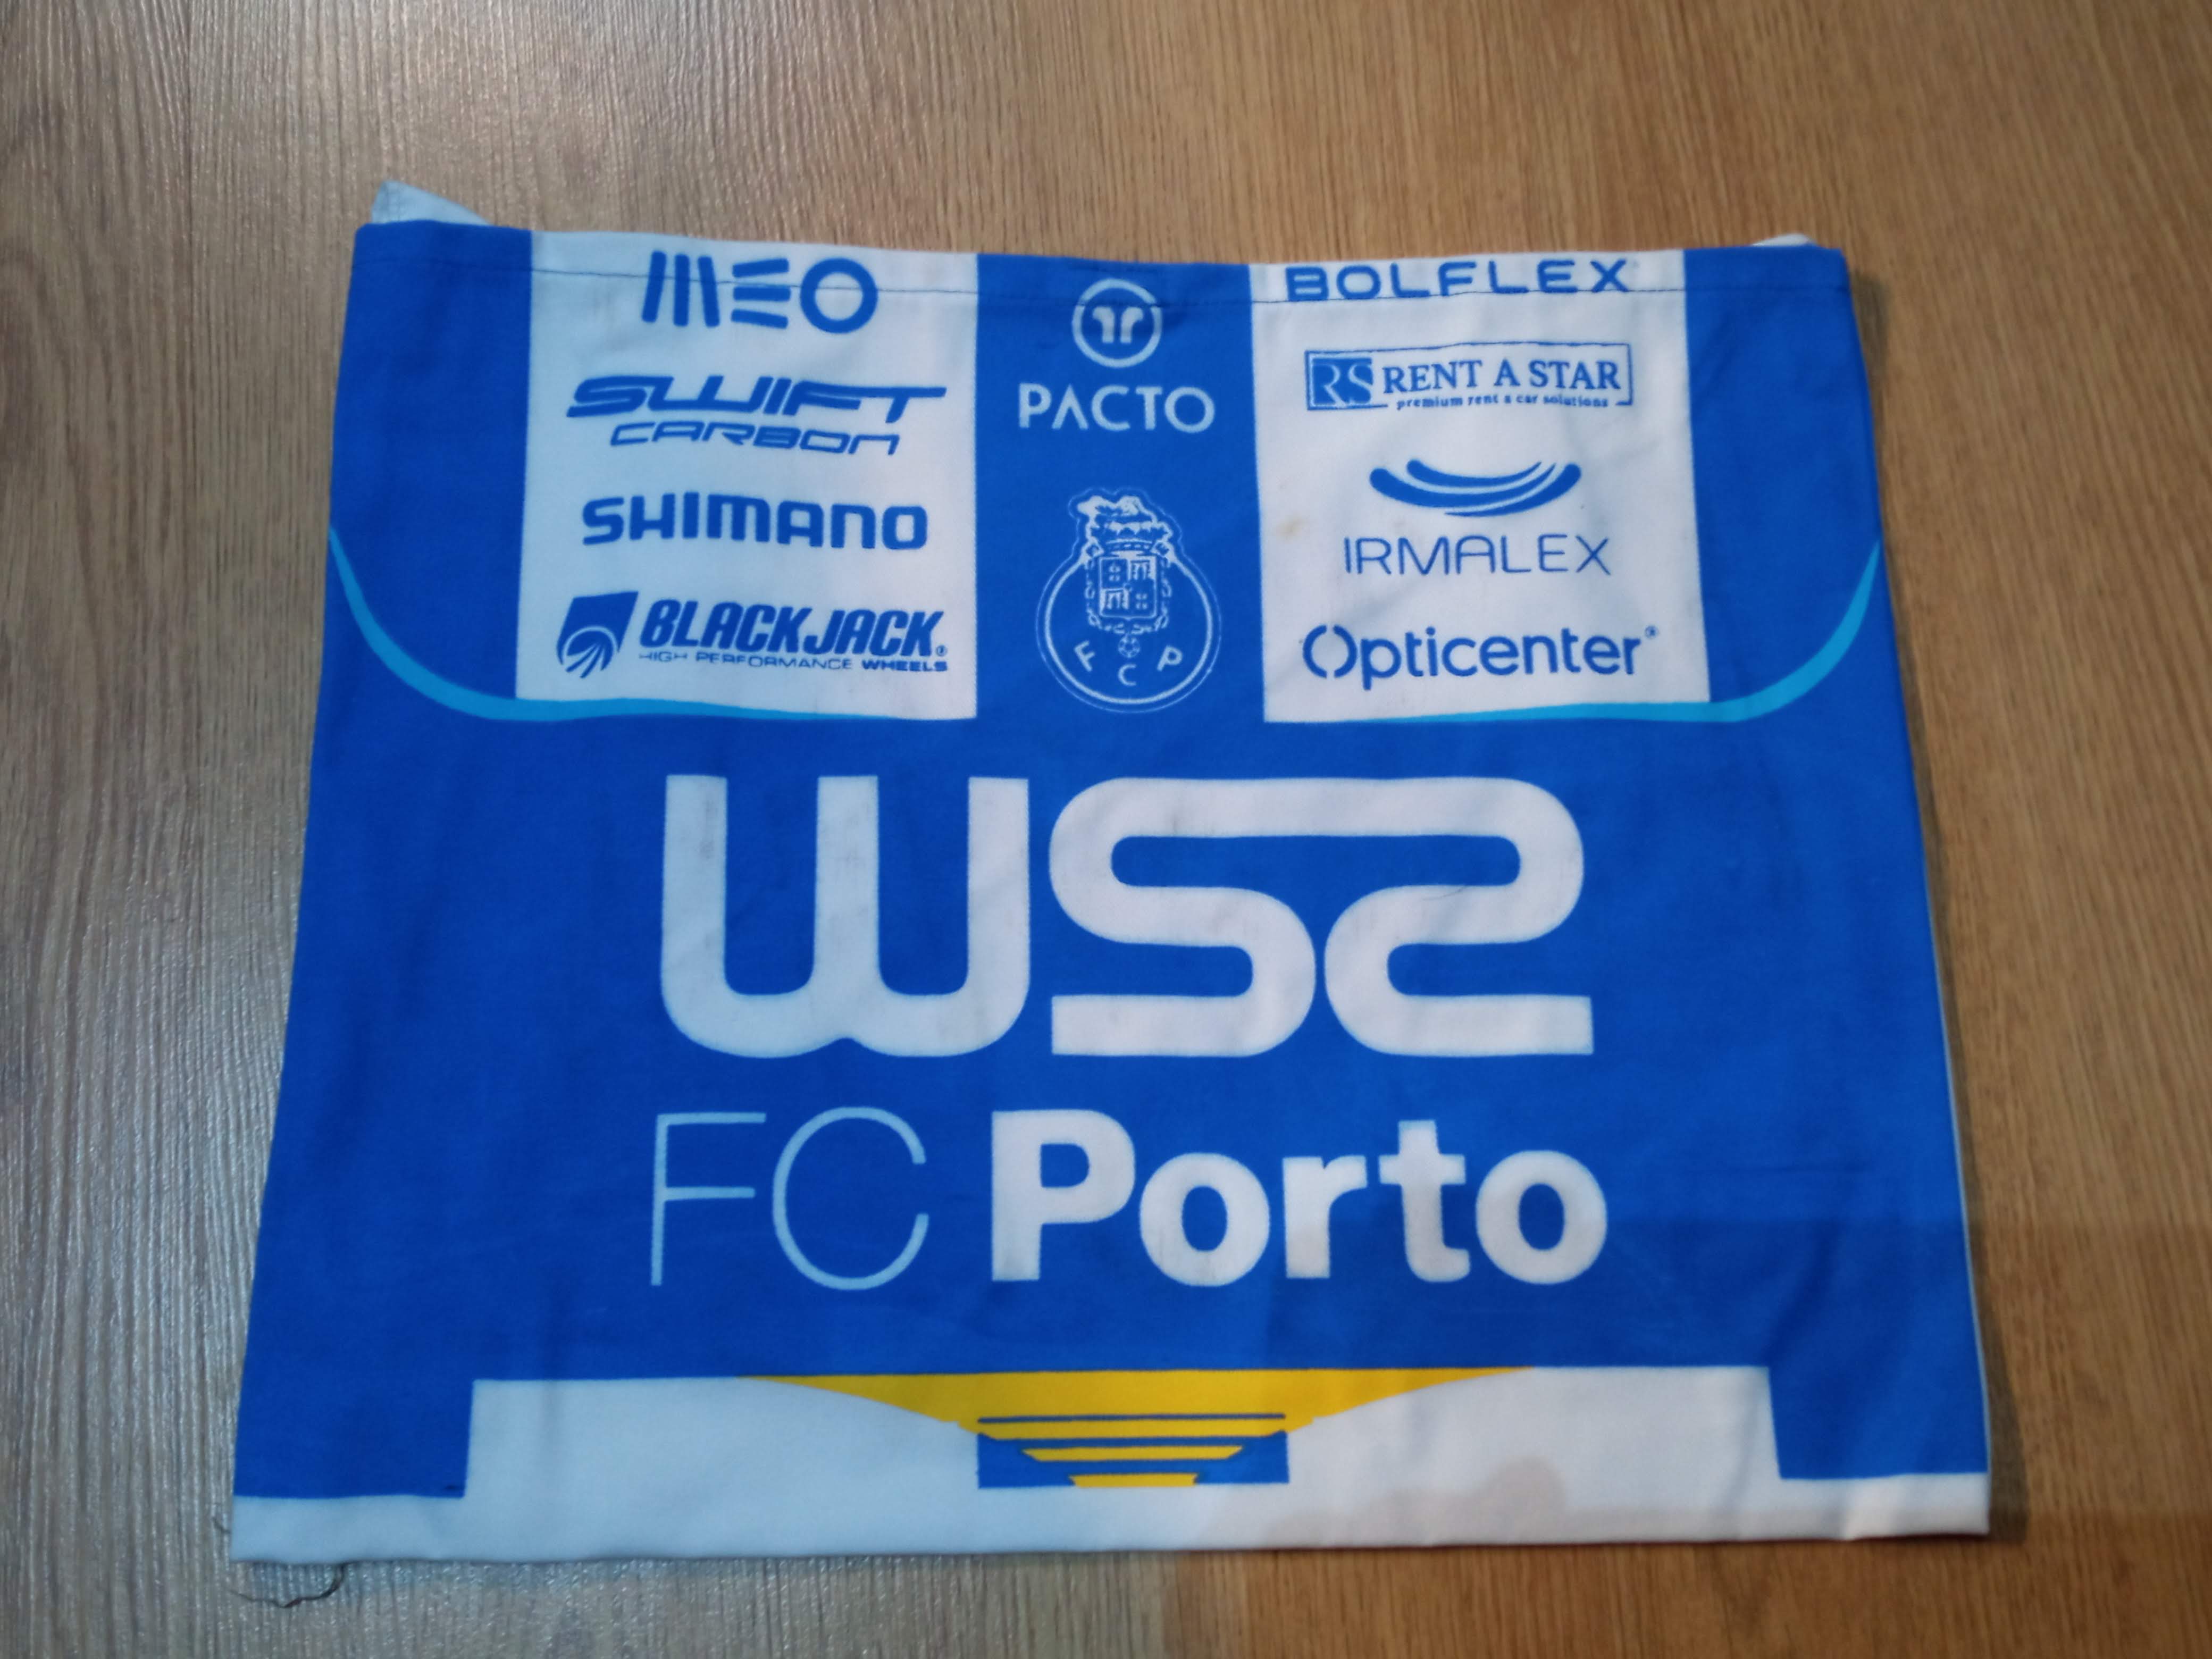 MEO
SWIFT
CARBON
SHIMANO
BLACKJACK®
HIGH PERFORMANCE WHEELS
PACTO
FCP
BOLFLEX
RS RENT A STAR
premium rent a car solutions
IRMALEX
Opticenter®
W52
FC Porto